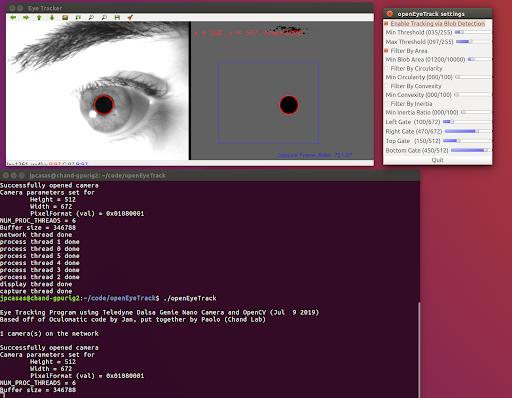 Eye Tracker
Capture Frame Rate:
openEyeTrack settings
Enable Tracking via Blob Detection
Min Threshold (035/255)
Max Threshold (097/255)
Filter By Area
Min Blob Area (01200/10000)
Filter By Circularity
Min Circularity (000/100)
Filter By Convexity
Min Convexity (000/100)
Filter By Inertia
Min Inertia Ratio (000/100)
Left Gate (100/672)
Right Gate (470/672)
Top Gate (150/512)
Bottom Gate (450/512)
Quit
jpcasas@chand-gpurig2: ~/code/openEyeTrack
Successfully opened camera
Camera parameters set for
Height = 512
Width = 672
PixelFormat (val) = 0x01080001
NUM_PROC_THREADS = 6
Buffer size = 346788
network thread done
process thread 1 done
process thread 0 done
process thread 5 done
process thread 4 done
process thread 3 done
process thread 2 done
display thread done
capture thread done
jpcasas@chand-gpurig2:~/code/openEyeTrack$ ./openEyeTrack
Eye Tracking Program using Teledyne Dalsa Genie Nano Camera and OpenCV (Jul  9 2019)
Based off of Oculomatic code by Jan, put together by Paolo (Chand Lab)
1 camera(s) on the network
Successfully opened camera
Camera parameters set for
Height = 512
Width = 672
PixelFormat (val) = 0x01080001
NUM_PROC_THREADS = 6
Buffer size = 346788